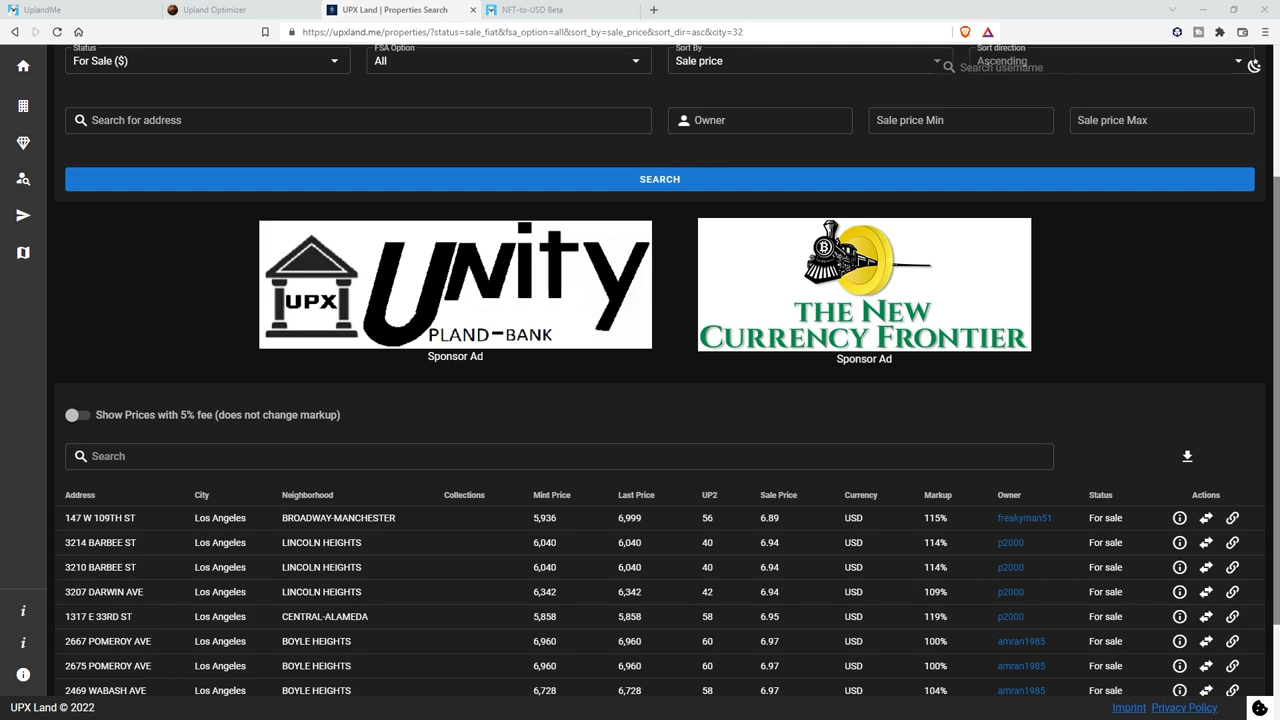 UplandMe
Upland Optimizer
UPX Land | Properties Search
NFT-to-USD Beta
https://upxland.me/properties/?status=sale_fiat&fsa_option=all&sort_by=sale_price&sort_dir=asc&city=32
Status
FSA Option
Sort By
Sort direction
For Sale ($)
All
Sale price
Ascending
Search username
Search for address
Owner
Sale price Min
Sale price Max
SEARCH
UPX
UNity
PLAND-BANK
Sponsor Ad
B
THE NEW
CURRENCY FRONTIER
Sponsor Ad
Show Prices with 5% fee (does not change markup)
Search
Address City Neighborhood Collections Mint Price Last Price UP2 Sale Price Currency Markup Owner Status Actions
147 W 109TH ST Los Angeles BROADWAY-MANCHESTER 5,936 6,999 56 6.89 USD 115% freakyman51 For sale
3214 BARBEE ST Los Angeles LINCOLN HEIGHTS 6,040 6,040 40 6.94 USD 114% p2000 For sale
3210 BARBEE ST Los Angeles LINCOLN HEIGHTS 6,040 6,040 40 6.94 USD 114% p2000 For sale
3207 DARWIN AVE Los Angeles LINCOLN HEIGHTS 6,342 6,342 42 6.94 USD 109% p2000 For sale
1317 E 33RD ST Los Angeles CENTRAL-ALAMEDA 5,858 5,858 58 6.95 USD 119% p2000 For sale
2667 POMEROY AVE Los Angeles BOYLE HEIGHTS 6,960 6,960 60 6.97 USD 100% amran1985 For sale
2675 POMEROY AVE Los Angeles BOYLE HEIGHTS 6,960 6,960 60 6.97 USD 100% amran1985 For sale
2469 WABASH AVE Los Angeles BOYLE HEIGHTS 6,728 6,728 58 6.97 USD 104% amran1985 For sale
UPX Land © 2022
Imprint Privacy Policy